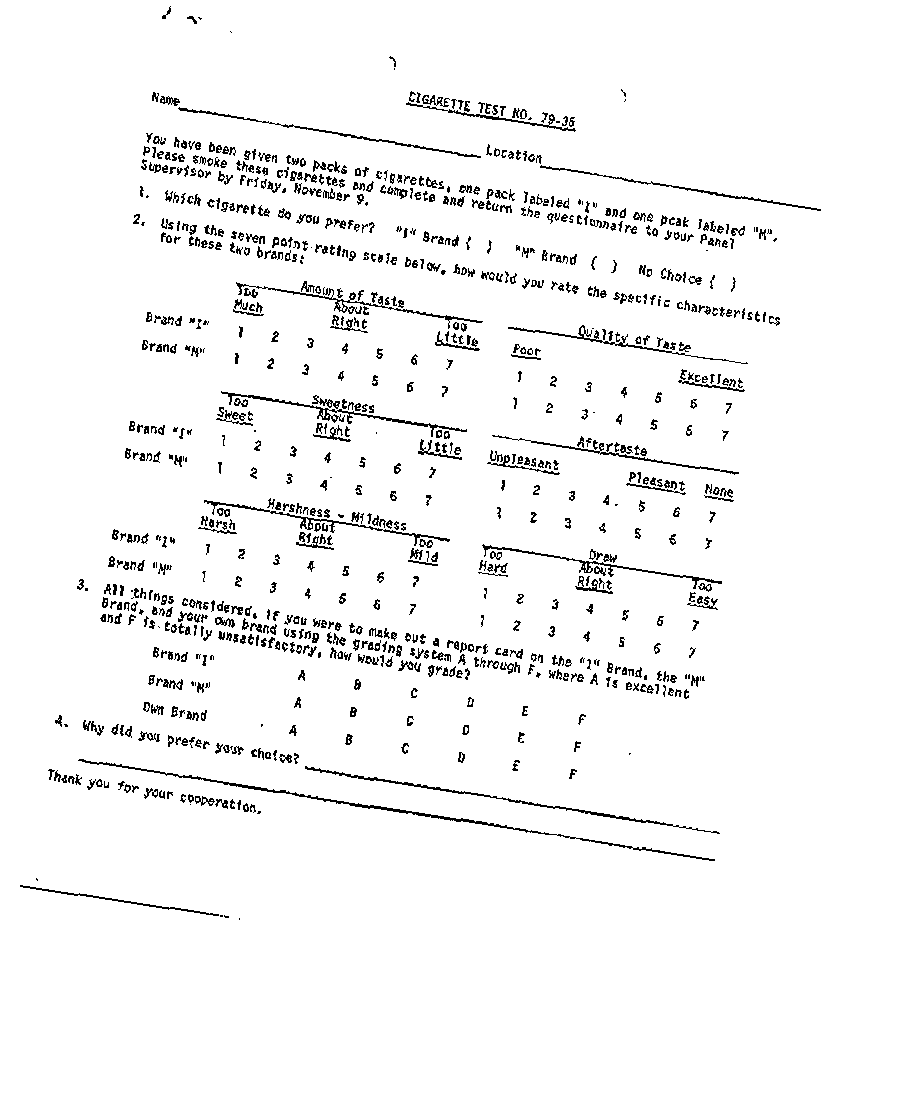 CIGARETTE TEST NO. 79-35
Name Location
You have been given two packs of cigarettes, one pack labeled "I" and one pcak labeled "M".
Please smoke these cigarettes and complete and return the questionnaire to your Panel
Supervisor by Friday, November 9.
1. Which cigarette do you prefer? "I" Brand ( ) "M" Brand ( ) No Choice ( )
2. Using the seven point rating scale below, how would you rate the specific characteristics
for these two brands:
Amount of Taste
Too Much About Right Too Little
Brand "I" 1 2 3 4 5 6 7
Brand "M" 1 2 3 4 5 6 7
Quality of Taste
Poor Excellent
1 2 3 4 5 6 7
1 2 3 4 5 6 7
Sweetness
Too Sweet About Right Too Little
Brand "I" 1 2 3 4 5 6 7
Brand "M" 1 2 3 4 5 6 7
Aftertaste
Unpleasant Pleasant None
1 2 3 4 5 6 7
1 2 3 4 5 6 7
Harshness - Mildness
Too Harsh About Right Too Mild
Brand "I" 1 2 3 4 5 6 7
Brand "M" 1 2 3 4 5 6 7
Draw
Too Hard About Right Too Easy
1 2 3 4 5 6 7
1 2 3 4 5 6 7
3. All things considered, if you were to make out a report card on the "I" Brand, the "M"
Brand, and your own brand using the grading system A through F, where A is excellent
and F is totally unsatisfactory, how would you grade?
Brand "I" A B C D E F
Brand "M" A B C D E F
Own Brand A B C D E F
4. Why did you prefer your choice?
Thank you for your cooperation.